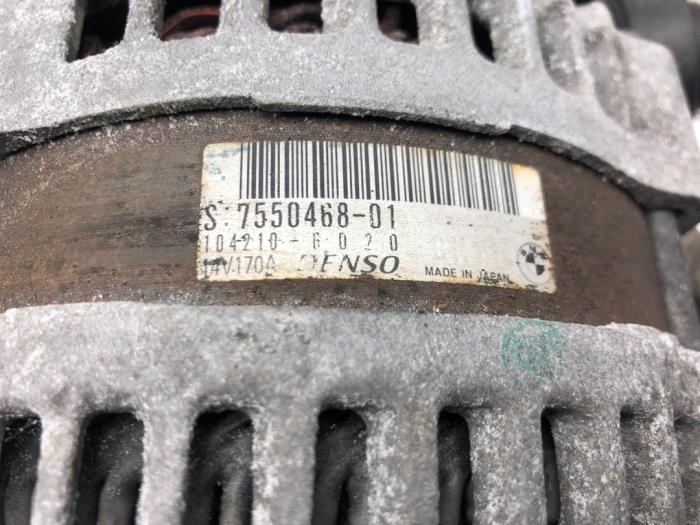 S: 7550468-01
104210-6020
14V170A DENSO MADE IN JAPAN